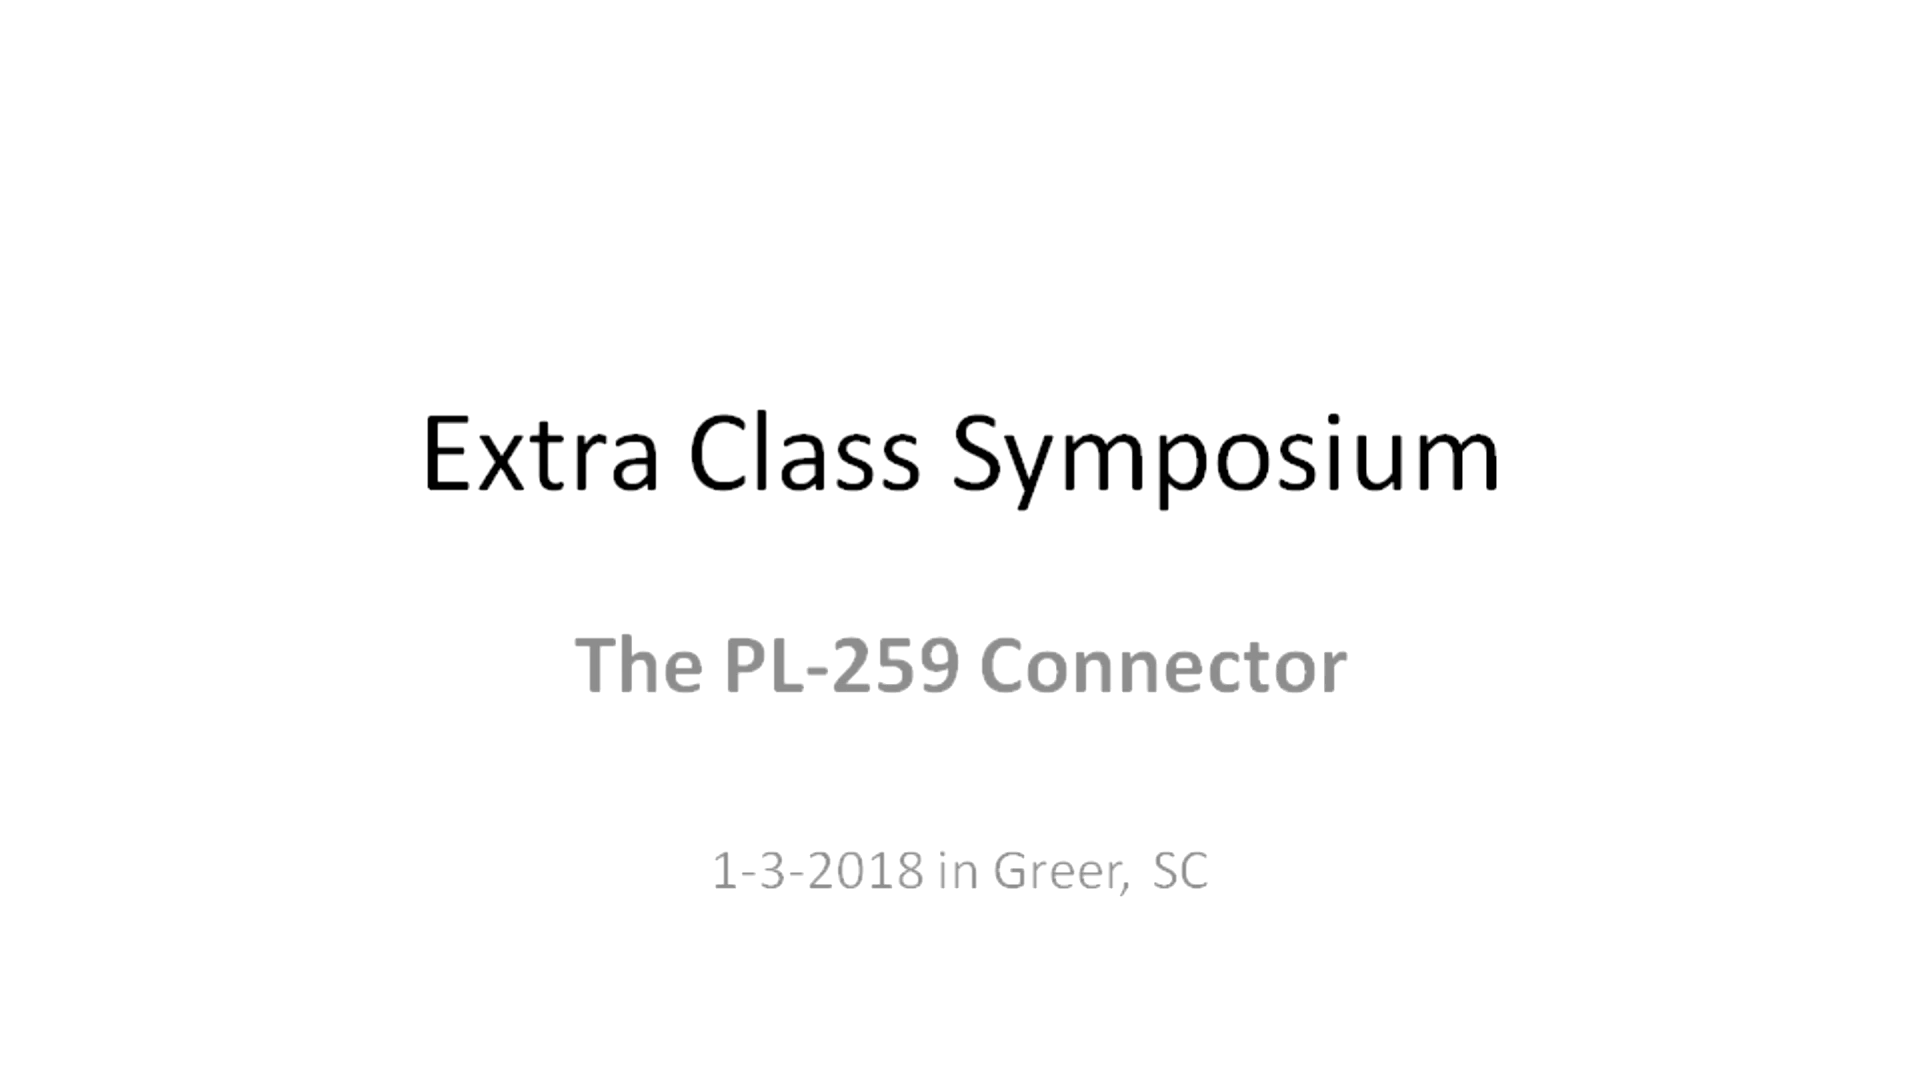 Extra Class Symposium
The PL-259 Connector
1-3-2018 in Greer, SC